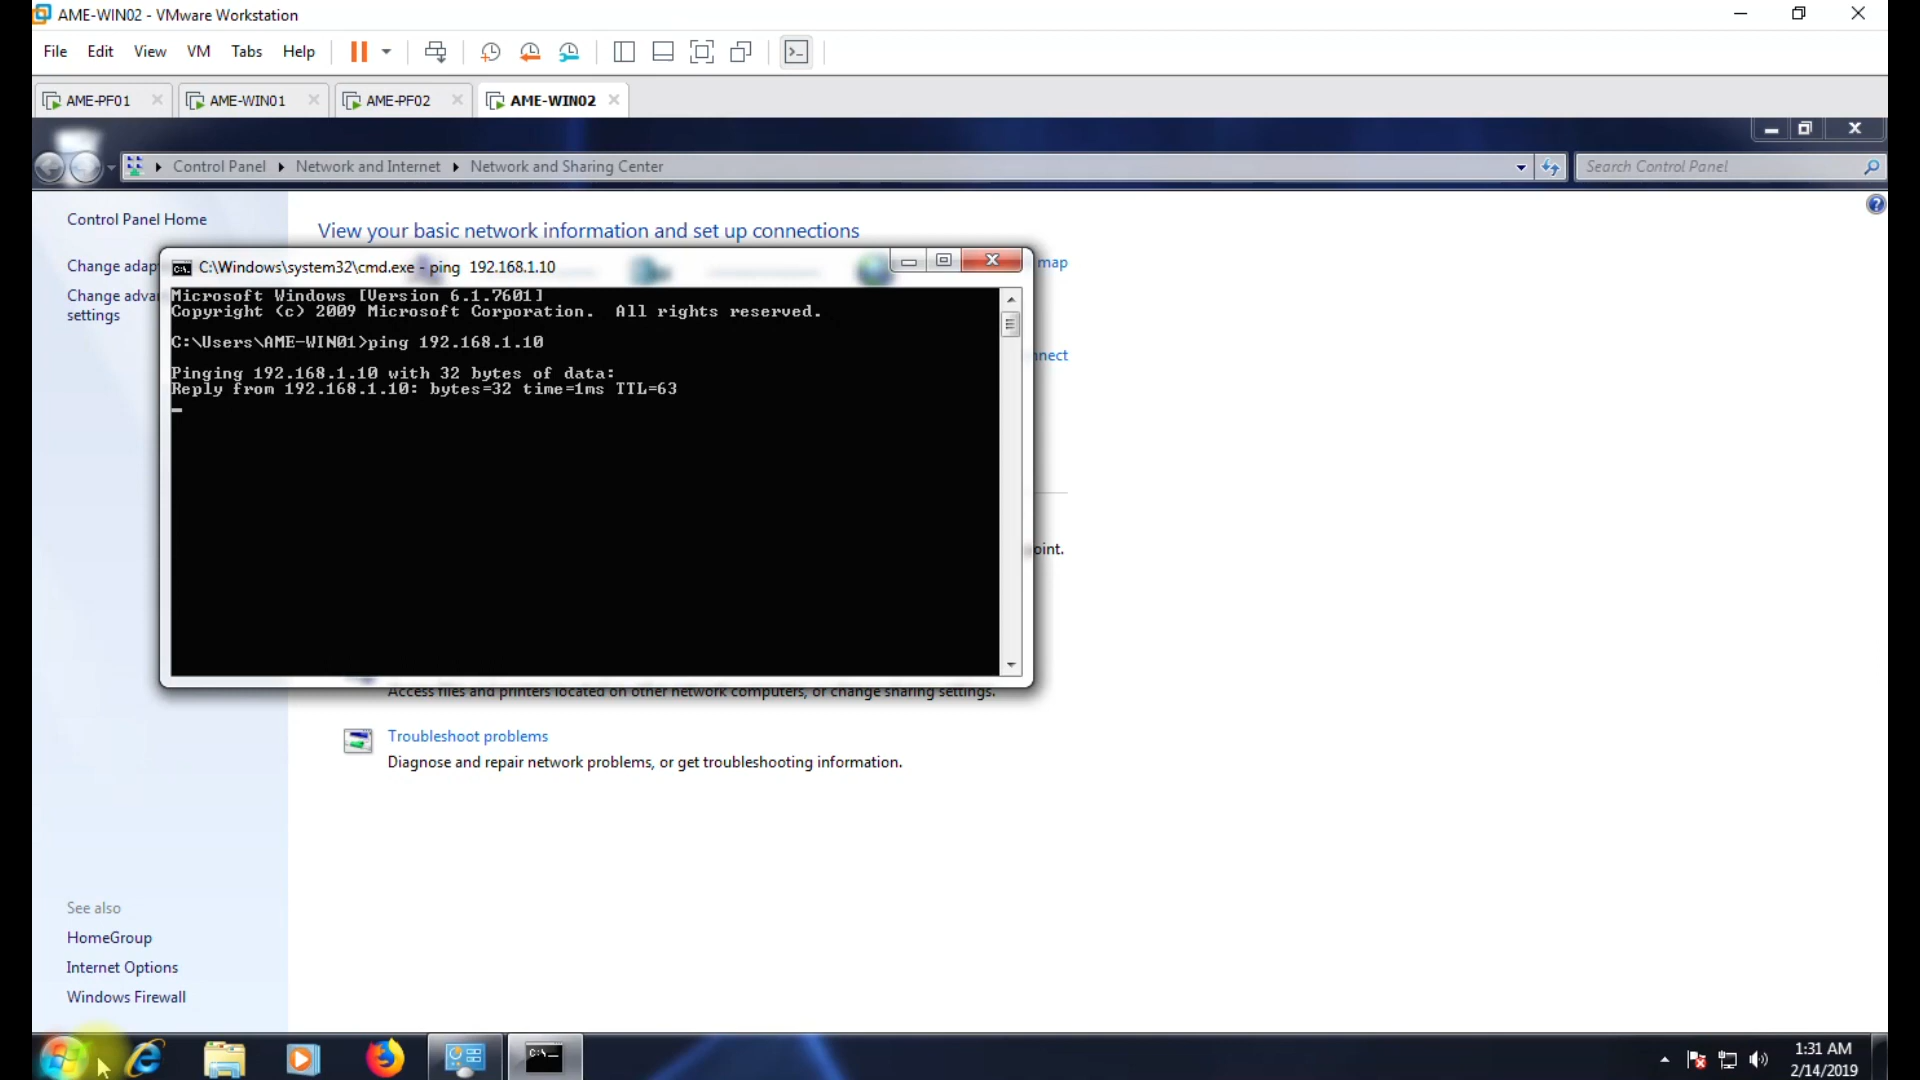 AME-WIN02 - VMware Workstation
File Edit View VM Tabs Help
AME-PF01 AME-WIN01 AME-PF02 AME-WIN02
Control Panel Network and Internet Network and Sharing Center Search Control Panel
Control Panel Home
View your basic network information and set up connections
Change adap
map
Change adva
settings
C:\Windows\system32\cmd.exe - ping 192.168.1.10
Microsoft Windows [Version 6.1.7601]
Copyright (c) 2009 Microsoft Corporation. All rights reserved.
C:\Users\AME-WIN01>ping 192.168.1.10
Pinging 192.168.1.10 with 32 bytes of data:
Reply from 192.168.1.10: bytes=32 time=1ms TTL=63
nnect
oint.
Access files and printers located on other network computers, or change sharing settings.
Troubleshoot problems
Diagnose and repair network problems, or get troubleshooting information.
See also
HomeGroup
Internet Options
Windows Firewall
1:31 AM
2/14/2019